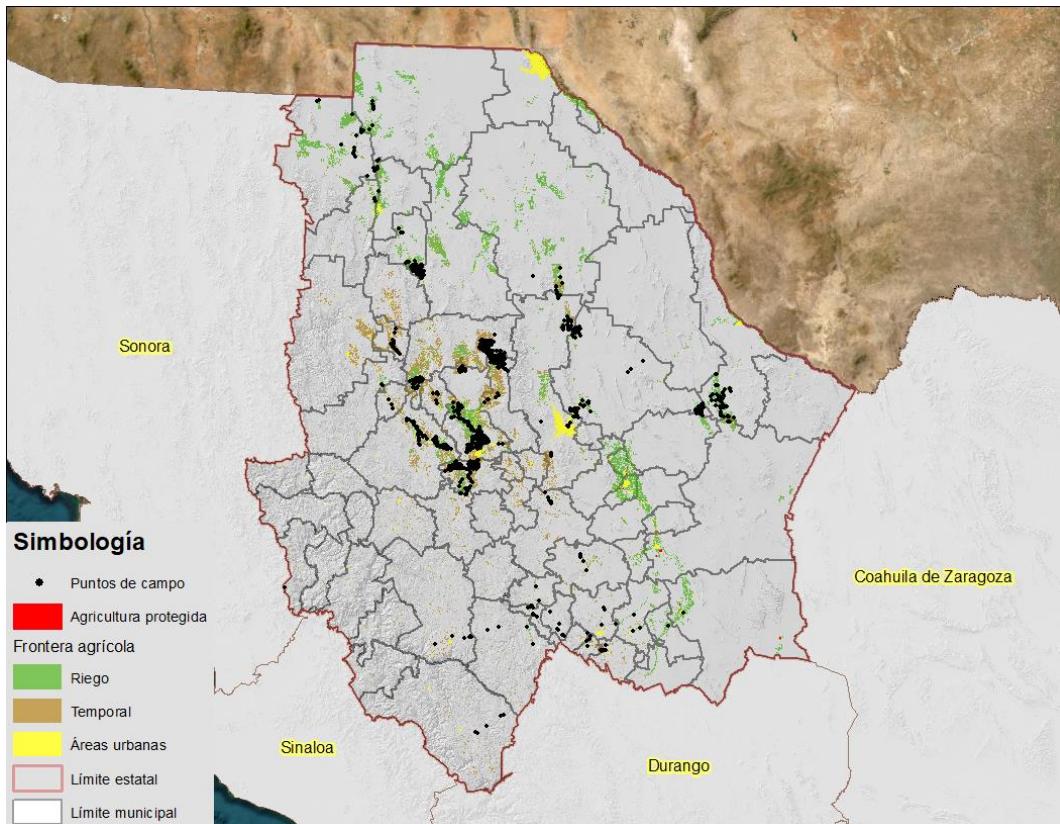 Sonora
Simbología
Puntos de campo
Agricultura protegida
Frontera agrícola
Riego
Temporal
Áreas urbanas
Límite estatal
Límite municipal
Sinaloa
Durango
Coahuila de Zaragoza